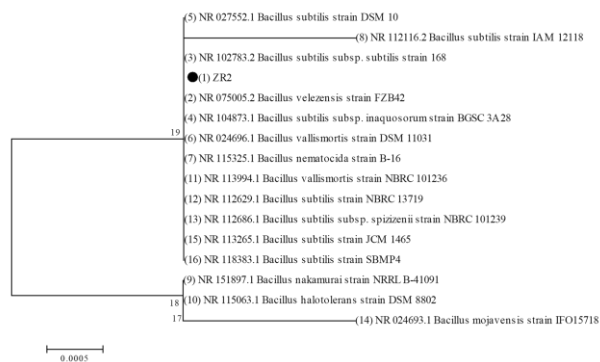 (5) NR 027552.1 Bacillus subtilis strain DSM 10
(8) NR 112116.2 Bacillus subtilis strain IAM 12118
(3) NR 102783.2 Bacillus subtilis subsp. subtilis strain 168
(1) ZR2
(2) NR 075005.2 Bacillus velezensis strain FZB42
(4) NR 104873.1 Bacillus subtilis subsp. inaquosorum strain BGSC 3A28
19
(6) NR 024696.1 Bacillus vallismortis strain DSM 11031
(7) NR 115325.1 Bacillus nematocida strain B-16
(11) NR 113994.1 Bacillus vallismortis strain NBRC 101236
(12) NR 112629.1 Bacillus subtilis strain NBRC 13719
(13) NR 112686.1 Bacillus subtilis subsp. spizizenii strain NBRC 101239
(15) NR 113265.1 Bacillus subtilis strain JCM 1465
(16) NR 118383.1 Bacillus subtilis strain SBMP4
(9) NR 151897.1 Bacillus nakamurai strain NRRL B-41091
18
(10) NR 115063.1 Bacillus halotolerans strain DSM 8802
17
(14) NR 024693.1 Bacillus mojavensis strain IFO15718
0.0005